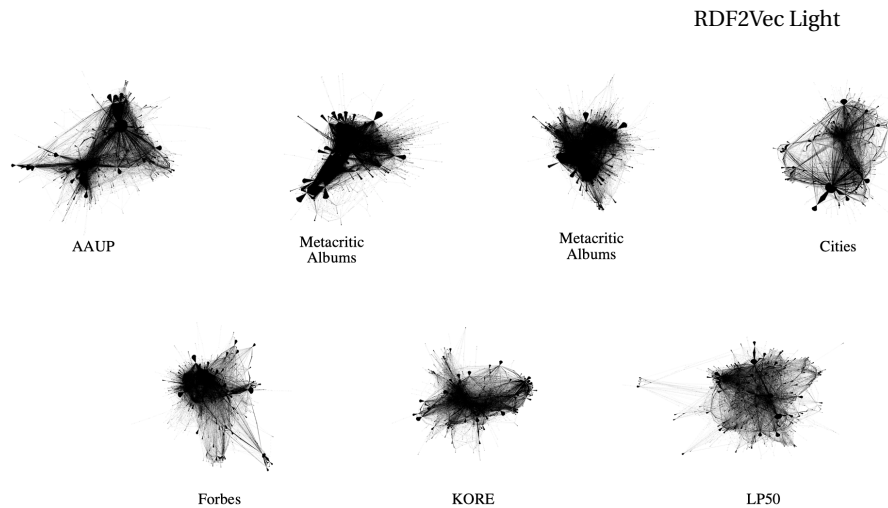 RDF2Vec Light
AAUP
Metacritic
Albums
Metacritic
Albums
Cities
Forbes
KORE
LP50